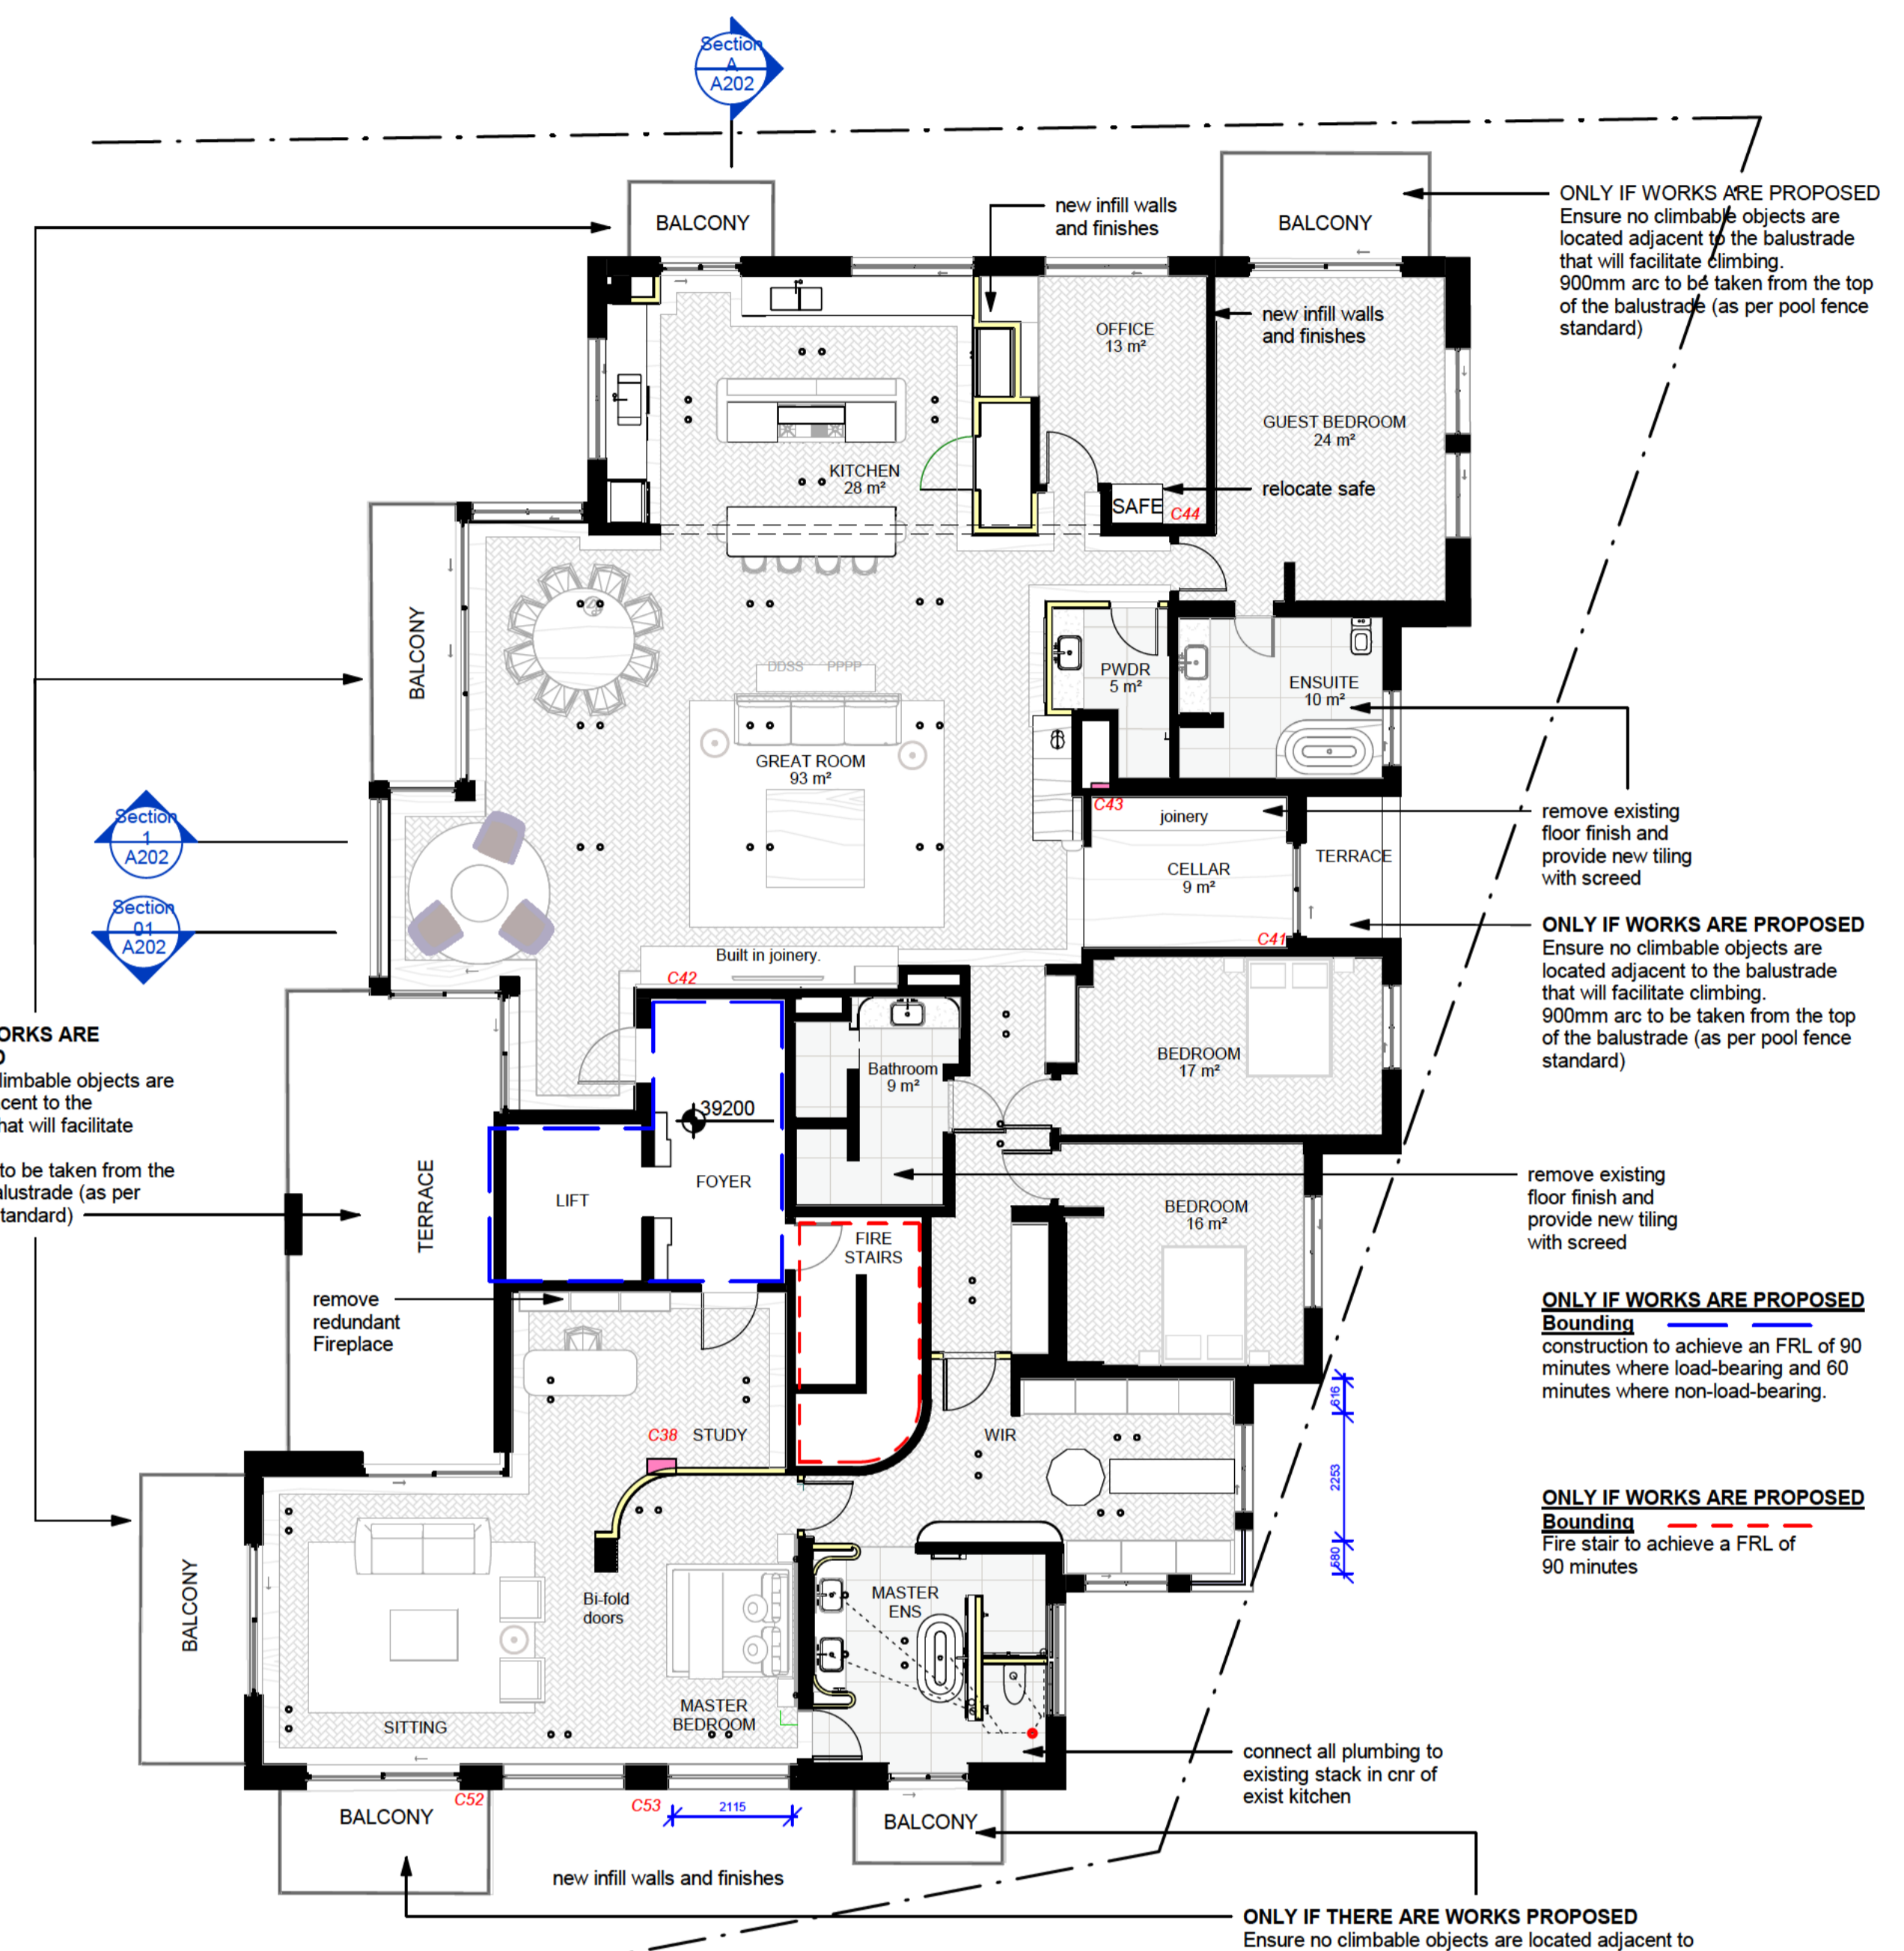 Section
A
A202
BALCONY
new infill walls
and finishes
BALCONY
ONLY IF WORKS ARE PROPOSED
Ensure no climbable objects are
located adjacent to the balustrade
that will facilitate climbing.
900mm arc to be taken from the top
of the balustrade (as per pool fence
standard)
OFFICE
13 m²
new infill walls
and finishes
GUEST BEDROOM
24 m²
KITCHEN
28 m²
relocate safe
SAFE
C44
BALCONY
DDSS PPPP
PWDR
5 m²
ENSUITE
10 m²
GREAT ROOM
93 m²
C43
joinery
remove existing
floor finish and
provide new tiling
with screed
Section
1
A202
TERRACE
CELLAR
9 m²
Section
01
A202
C41
ONLY IF WORKS ARE PROPOSED
Ensure no climbable objects are
located adjacent to the balustrade
that will facilitate climbing.
900mm arc to be taken from the top
of the balustrade (as per pool fence
standard)
Built in joinery.
C42
ORKS ARE
D
limbable objects are
cent to the
hat will facilitate
to be taken from the
alustrade (as per
tandard)
BEDROOM
17 m²
Bathroom
9 m²
39200
TERRACE
LIFT
FOYER
remove existing
floor finish and
provide new tiling
with screed
BEDROOM
16 m²
FIRE
STAIRS
remove
redundant
Fireplace
ONLY IF WORKS ARE PROPOSED
Bounding
construction to achieve an FRL of 90
minutes where load-bearing and 60
minutes where non-load-bearing.
616
C38
STUDY
WIR
2253
ONLY IF WORKS ARE PROPOSED
Bounding
Fire stair to achieve a FRL of
90 minutes
580
BALCONY
Bi-fold
doors
MASTER
ENS
SITTING
MASTER
BEDROOM
connect all plumbing to
existing stack in cnr of
exist kitchen
C52
C53
2115
BALCONY
BALCONY
new infill walls and finishes
ONLY IF THERE ARE WORKS PROPOSED
Ensure no climbable objects are located adjacent to